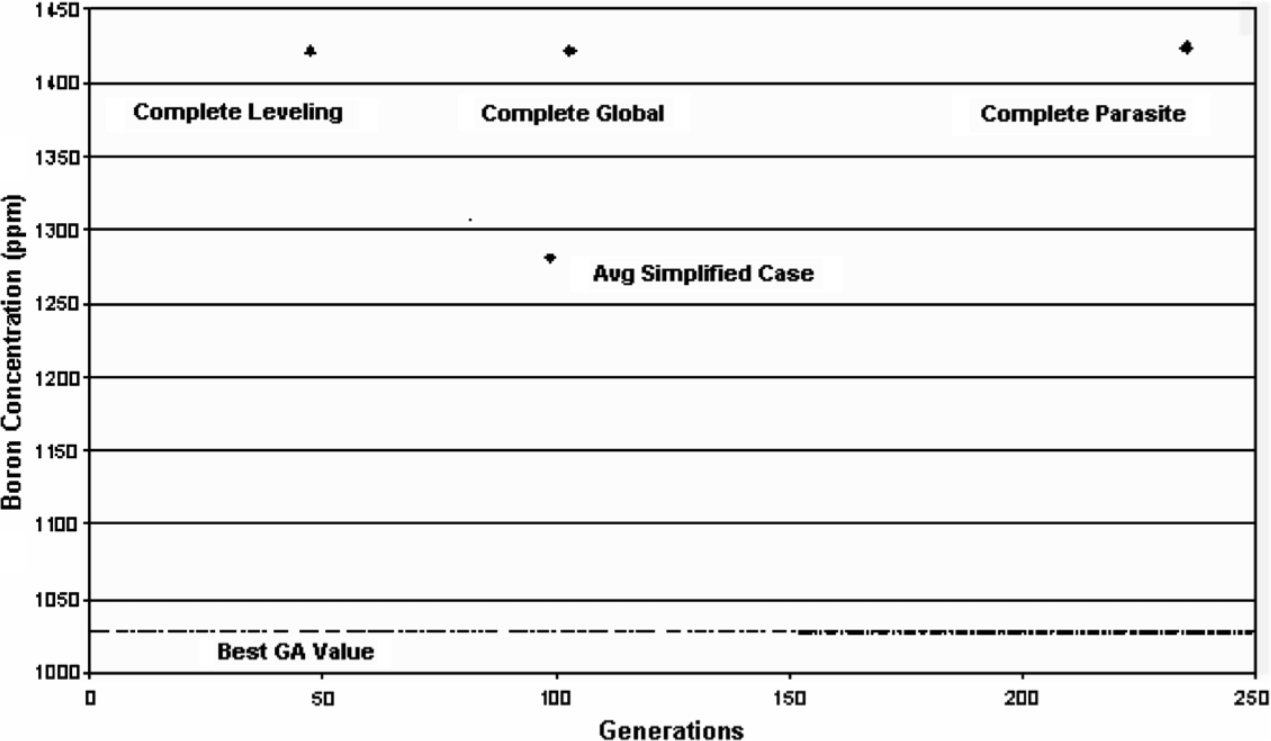 1450
1400
Complete Leveling
Complete Global
Complete Parasite
1350
1300
Avg Simplified Case
1250
1200
1150
1100
1050
Best GA Value
1000
Boron Concentration (ppm)
0
50
100
150
200
250
Generations